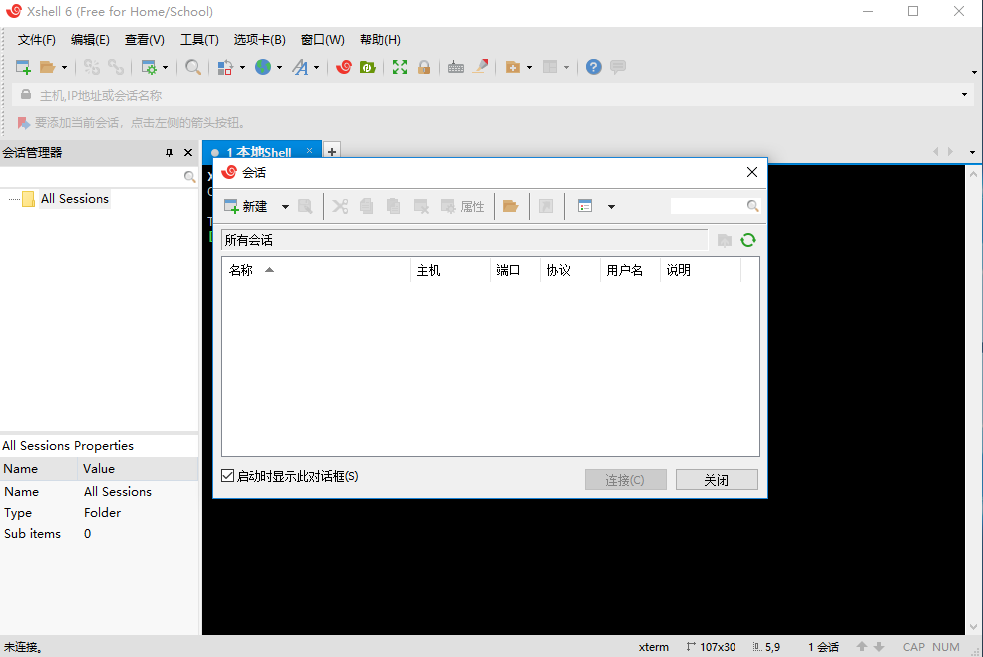 Xshell 6 (Free for Home/School)
文件(F) 编辑(E) 查看(V) 工具(T) 选项卡(B) 窗口(W) 帮助(H)
主机,IP地址或会话名称
要添加当前会话，点击左侧的箭头按钮。
会话管理器
1 本地Shell
All Sessions
会话
新建 属性
所有会话
名称 主机 端口 协议 用户名 说明
启动时显示此对话框(S)
连接(C) 关闭
All Sessions Properties
Name Value
Name All Sessions
Type Folder
Sub items 0
未连接。 xterm 107x30 5,9 1 会话 CAP NUM